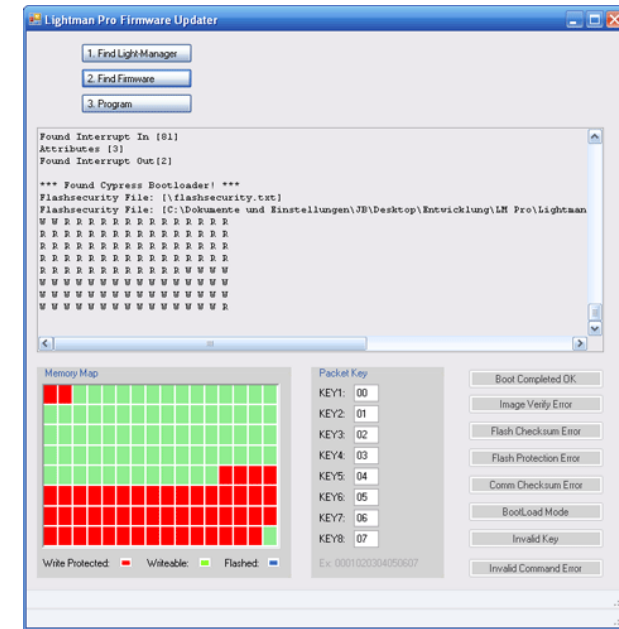 Lightman Pro Firmware Updater
1. Find Light-Manager
2. Find Firmware
3. Program
Found Interrupt In [81]
Attributes [3]
Found Interrupt Out[2]
*** Found Cypress Bootloader! ***
Flashsecurity File: [\flashsecurity.txt]
Flashsecurity File: [C:\Dokumente und Einstellungen\JB\Desktop\Entwicklung\LM Pro\Lightman
W W R R R R R R R R R R R R R R
R R R R R R R R R R R R R R R R
R R R R R R R R R R R R R R R R
R R R R R R R R R R R R R R R R
R R R R R R R R R R R R W W W W
W W W W W W W W W W W W W W W W
W W W W W W W W W W W W W W W W
W W W W W W W W W W W W W W W R
Memory Map
Write Protected:
Writeable:
Flashed:
Packet Key
KEY1: 00
KEY2: 01
KEY3: 02
KEY4: 03
KEY5: 04
KEY6: 05
KEY7: 06
KEY8: 07
Ex: 0001020304050607
Boot Completed OK
Image Verify Error
Flash Checksum Error
Flash Protection Error
Comm Checksum Error
BootLoad Mode
Invalid Key
Invalid Command Error